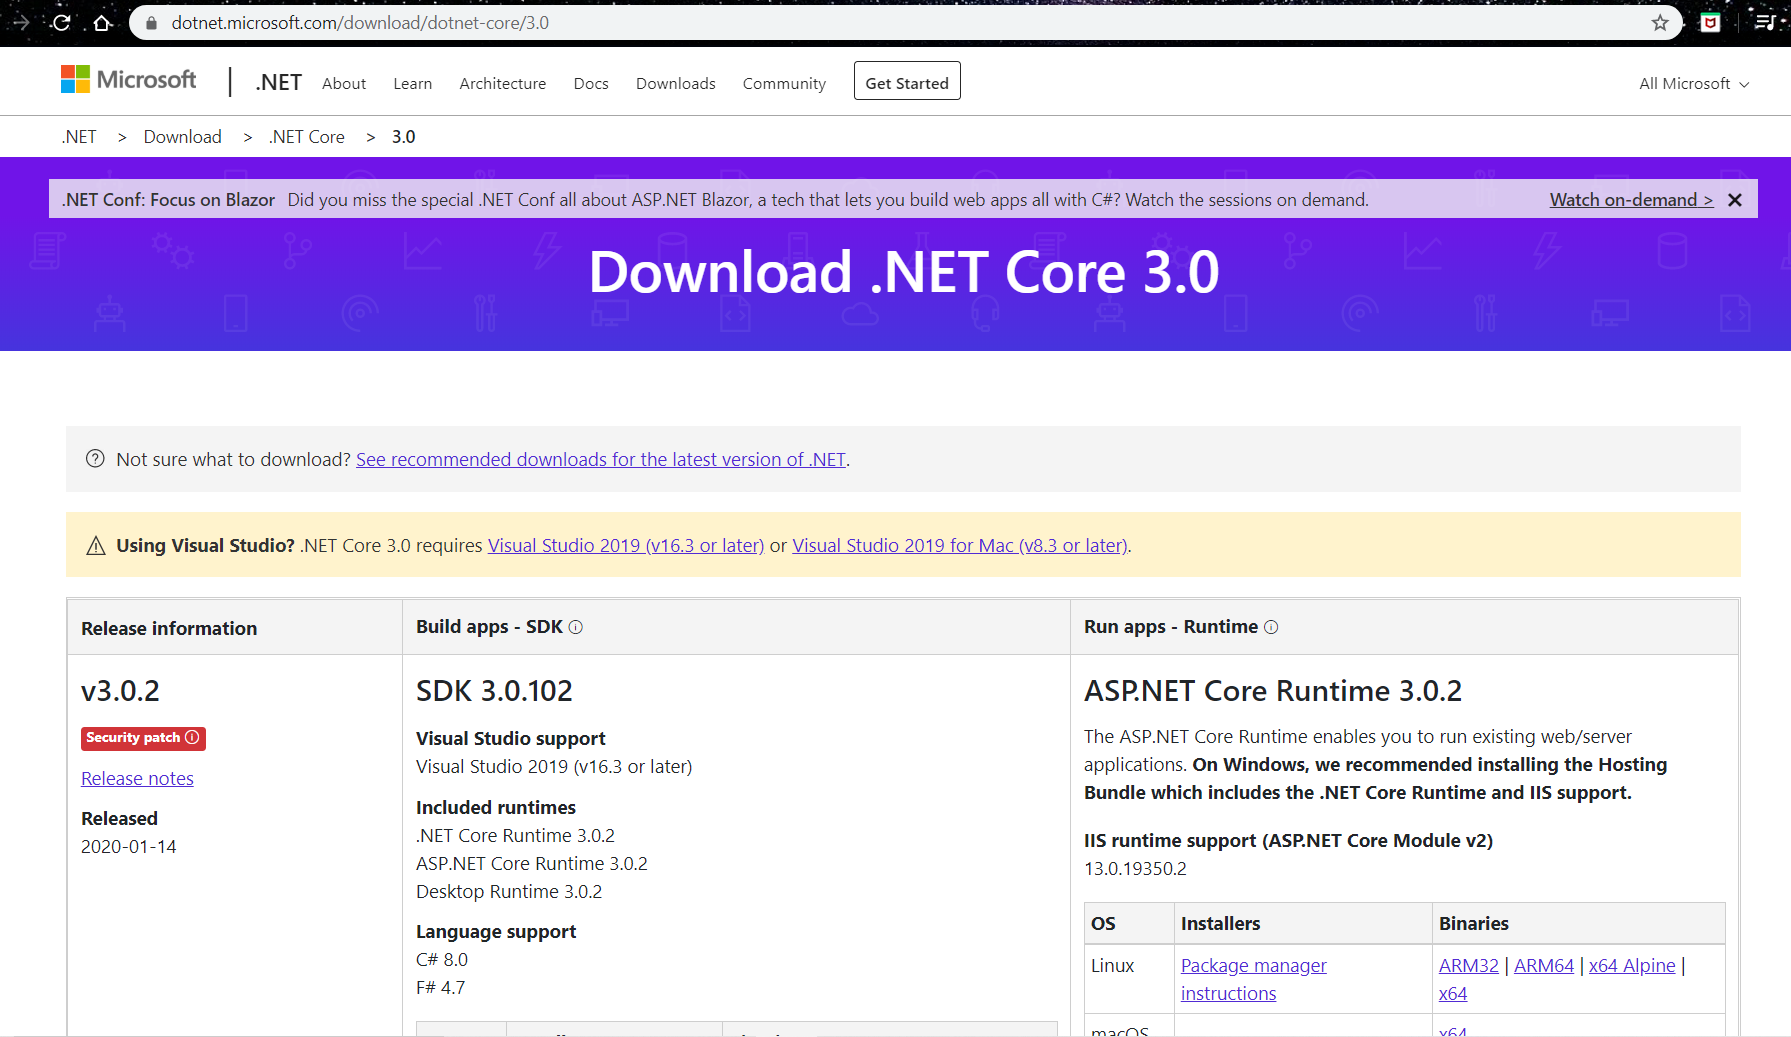 dotnet.microsoft.com/download/dotnet-core/3.0
Microsoft | .NET About Learn Architecture Docs Downloads Community Get Started All Microsoft
.NET > Download > .NET Core > 3.0
.NET Conf: Focus on Blazor Did you miss the special .NET Conf all about ASP.NET Blazor, a tech that lets you build web apps all with C#? Watch the sessions on demand. Watch on-demand >
Download .NET Core 3.0
Not sure what to download? See recommended downloads for the latest version of .NET.
Using Visual Studio? .NET Core 3.0 requires Visual Studio 2019 (v16.3 or later) or Visual Studio 2019 for Mac (v8.3 or later).
Release information
v3.0.2
Security patch
Release notes
Released
2020-01-14
Build apps - SDK
SDK 3.0.102
Visual Studio support
Visual Studio 2019 (v16.3 or later)
Included runtimes
.NET Core Runtime 3.0.2
ASP.NET Core Runtime 3.0.2
Desktop Runtime 3.0.2
Language support
C# 8.0
F# 4.7
Run apps - Runtime
ASP.NET Core Runtime 3.0.2
The ASP.NET Core Runtime enables you to run existing web/server
applications. On Windows, we recommended installing the Hosting
Bundle which includes the .NET Core Runtime and IIS support.
IIS runtime support (ASP.NET Core Module v2)
13.0.19350.2
OS Installers Binaries
Linux Package manager ARM32 | ARM64 | x64 Alpine |
instructions x64
macOS x64